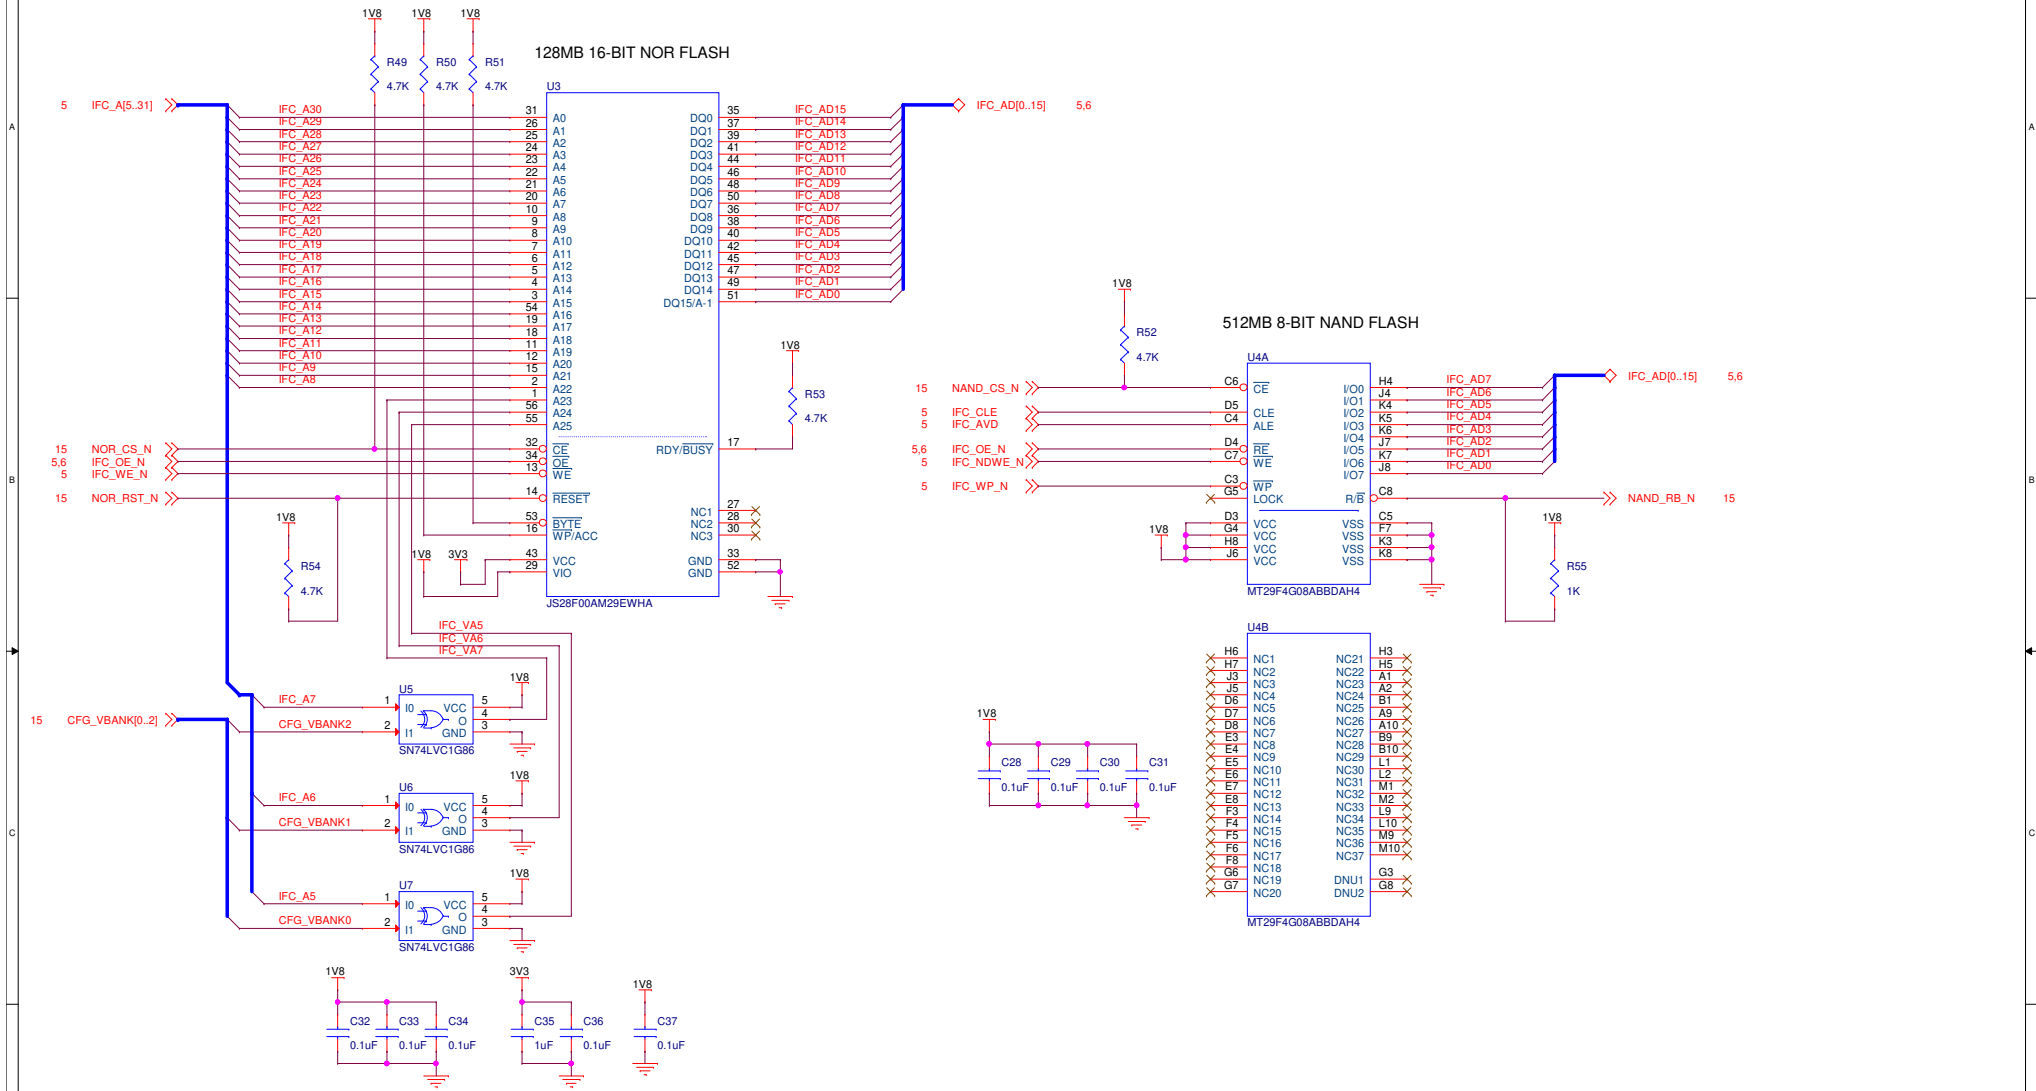 1V8 1V8 1V8
128MB 16-BIT NOR FLASH
R49 R50 R51
4.7K 4.7K 4.7K
U3
5 IFC_A[5..31]
IFC_AD[0..15] 5,6
IFC_A30 31 A0 DQ0 35 IFC_AD15
IFC_A29 26 A1 DQ1 37 IFC_AD14
IFC_A28 25 A2 DQ2 39 IFC_AD13
IFC_A27 24 A3 DQ3 41 IFC_AD12
IFC_A26 23 A4 DQ4 44 IFC_AD11
IFC_A25 22 A5 DQ5 46 IFC_AD10
IFC_A24 21 A6 DQ6 48 IFC_AD9
IFC_A23 20 A7 DQ7 50 IFC_AD8
IFC_A22 10 A8 DQ8 36 IFC_AD7
IFC_A21 9 A9 DQ9 38 IFC_AD6
IFC_A20 8 A10 DQ10 40 IFC_AD5
IFC_A19 7 A11 DQ11 42 IFC_AD4
IFC_A18 6 A12 DQ12 45 IFC_AD3
IFC_A17 5 A13 DQ13 47 IFC_AD2
IFC_A16 4 A14 DQ14 49 IFC_AD1
IFC_A15 3 A15 DQ15/A-1 51 IFC_AD0
IFC_A14 54 A16
IFC_A13 19 A17
IFC_A12 18 A18
IFC_A11 11 A19
IFC_A10 12 A20
IFC_A9 15 A21
IFC_A8 2 A22
1 A23
56 A24
55 A25
1V8
R53
4.7K
15 NOR_CS_N 32 CE RDY/BUSY 17
5,6 IFC_OE_N 34 OE
5 IFC_WE_N 13 WE
15 NOR_RST_N 14 RESET
NC1 27
53 BYTE NC2 28
16 WP/ACC NC3 30
1V8 3V3
43 VCC GND 33
29 VIO GND 52
JS28F00AM29EWHA
1V8
R54
4.7K
IFC_VA5
IFC_VA6
IFC_VA7
U5 1V8
IFC_A7 1 I0 VCC 5
O 4
CFG_VBANK2 2 I1 GND 3
SN74LVC1G86
15 CFG_VBANK[0..2]
U6 1V8
IFC_A6 1 I0 VCC 5
O 4
CFG_VBANK1 2 I1 GND 3
SN74LVC1G86
U7 1V8
IFC_A5 1 I0 VCC 5
O 4
CFG_VBANK0 2 I1 GND 3
SN74LVC1G86
1V8 3V3 1V8
C32 C33 C34 C35 C36 C37
0.1uF 0.1uF 0.1uF 1uF 0.1uF 0.1uF
1V8
R52
4.7K
512MB 8-BIT NAND FLASH
U4A
15 NAND_CS_N C6 CE I/O0 H4 IFC_AD7
I/O1 J4 IFC_AD6
5 IFC_CLE D5 CLE I/O2 K4 IFC_AD5
5 IFC_AVD C4 ALE I/O3 K5 IFC_AD4
I/O4 K6 IFC_AD3
5,6 IFC_OE_N D4 RE I/O5 J7 IFC_AD2
5 IFC_NDWE_N C7 WE I/O6 K7 IFC_AD1
I/O7 J8 IFC_AD0
IFC_AD[0..15] 5,6
5 IFC_WP_N C3 WP
G5 LOCK R/B C8 NAND_RB_N 15
1V8
D3 VCC VSS C5
G4 VCC VSS F7
H8 VCC VSS K3
J6 VCC VSS K8
MT29F4G08ABBDAH4
1V8
R55
1K
U4B
H6 NC1 NC21 H3
H7 NC2 NC22 H5
J3 NC3 NC23 A1
J5 NC4 NC24 A2
D6 NC5 NC25 B1
D7 NC6 NC26 A9
D8 NC7 NC27 A10
E3 NC8 NC28 B9
E4 NC9 NC29 B10
E5 NC10 NC30 L1
E6 NC11 NC31 L2
E7 NC12 NC32 M1
E8 NC13 NC33 M2
F3 NC14 NC34 L9
F4 NC15 NC35 L10
F5 NC16 NC36 M9
F6 NC17 NC37 M10
F8 NC18
G6 NC19 DNU1 G3
G7 NC20 DNU2 G8
MT29F4G08ABBDAH4
1V8
C28 C29 C30 C31
0.1uF 0.1uF 0.1uF 0.1uF
A A
B B
C C